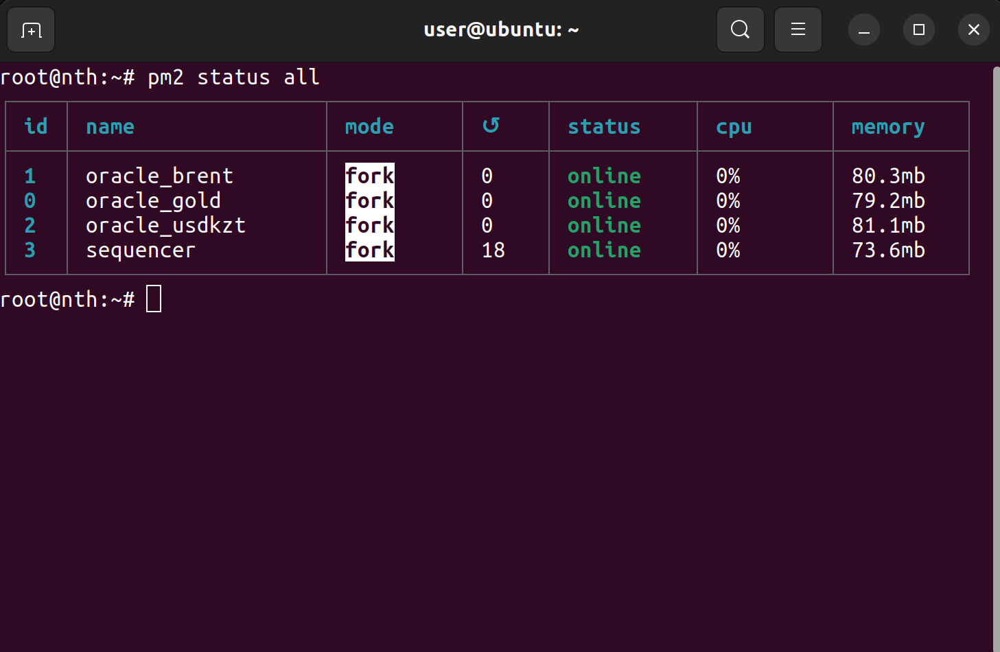 user@ubuntu: ~
root@nth:~# pm2 status all
id name mode ↺ status cpu memory
1 oracle_brent fork 0 online 0% 80.3mb
0 oracle_gold fork 0 online 0% 79.2mb
2 oracle_usdkzt fork 0 online 0% 81.1mb
3 sequencer fork 18 online 0% 73.6mb
root@nth:~#